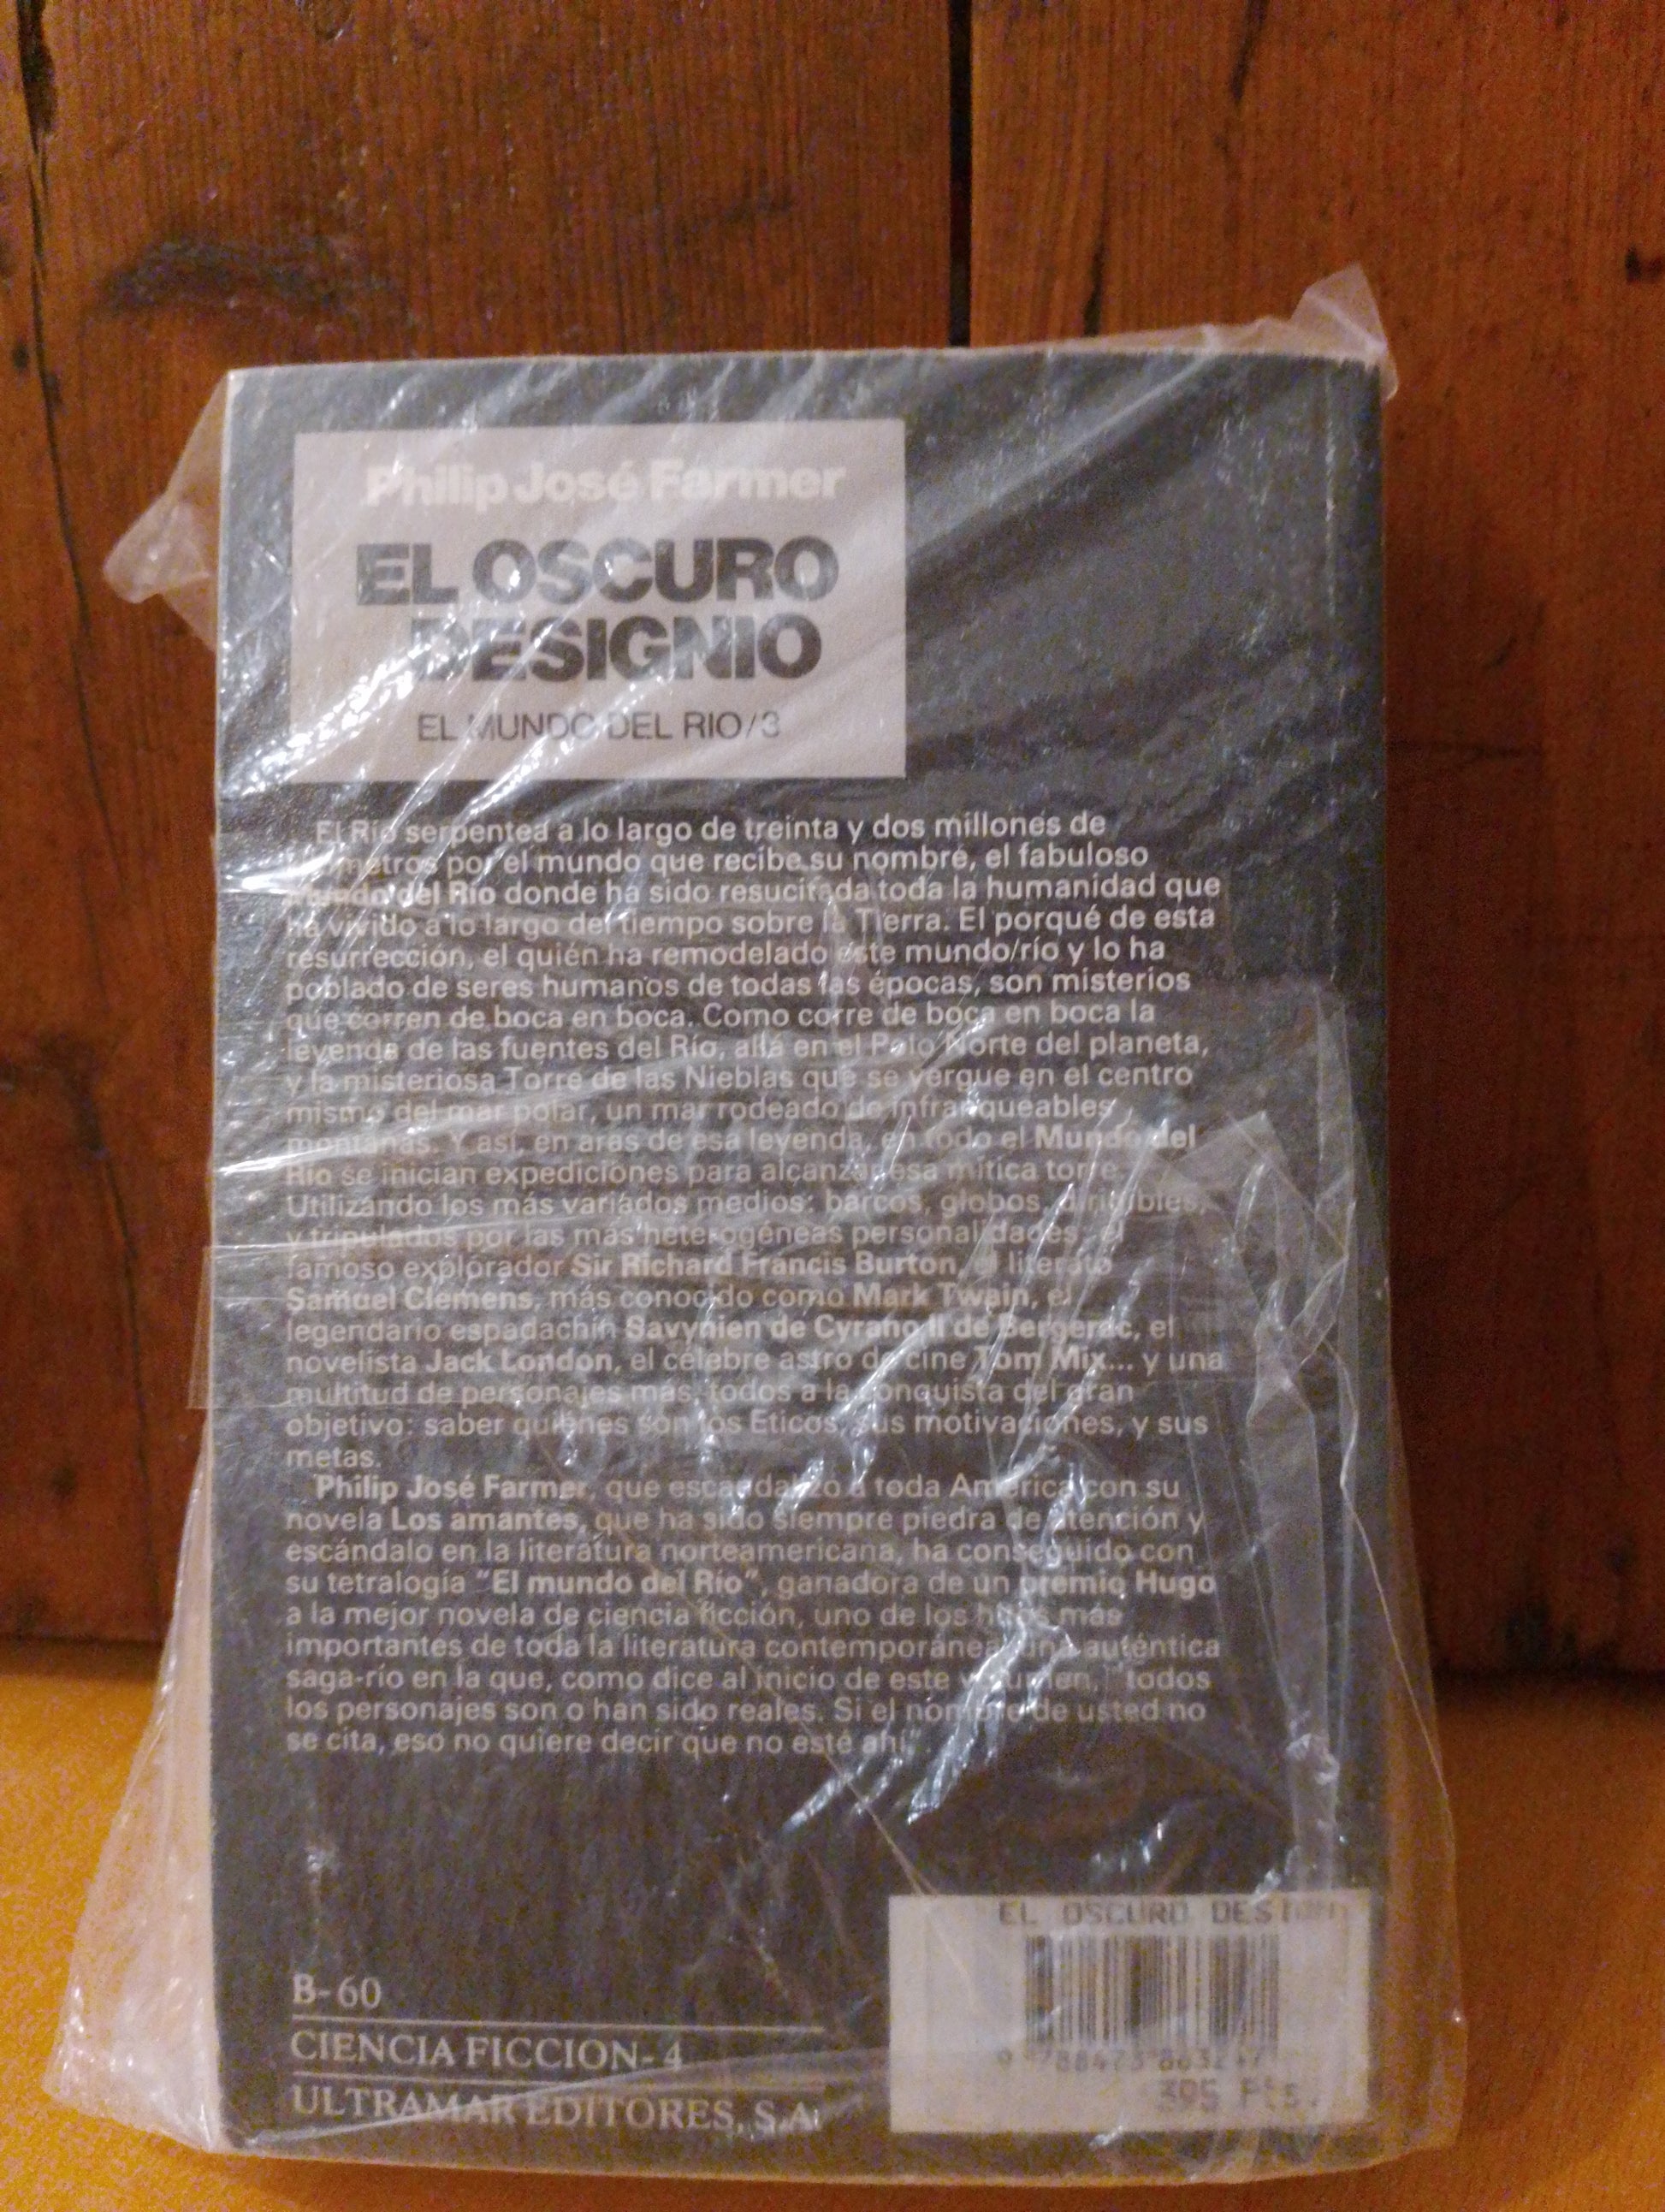 Philip José Farmer
EL OSCURO
DESIGNIO
EL MUNDO DEL RIO/3
El Río serpentea a lo largo de treinta y dos millones de
kilómetros por el mundo que recibe su nombre, el fabuloso
Mundo del Río donde ha sido resucitada toda la humanidad que
ha vivido a lo largo del tiempo sobre la Tierra. El porqué de esta
resurrección, el quién ha remodelado este mundo/río y lo ha
poblado de seres humanos de todas las épocas, son misterios
que corren de boca en boca. Como corre de boca en boca la
leyenda de las fuentes del Río, allá en el Polo Norte del planeta,
y la misteriosa Torre de las Nieblas que se yergue en el centro
mismo del mar polar, un mar rodeado de infranqueables
montañas. Y así, en aras de esa leyenda, en todo el Mundo del
Río se inician expediciones para alcanzar esa mítica torre.
Utilizando los más variados medios: barcos, globos, dirigibles,
y tripulados por las más heterogéneas personalidades: el
famoso explorador Sir Richard Francis Burton, el literato
Samuel Clemens, más conocido como Mark Twain, el
legendario espadachín Savynien de Cyrano II de Bergerac, el
novelista Jack London, el célebre astro de cine Tom Mix... y una
multitud de personajes más, todos a la conquista del gran
objetivo: saber quiénes son los Eticos, sus motivaciones, y sus
metas.
Philip José Farmer, que escandalizó a toda América con su
novela Los amantes, que ha sido siempre piedra de atención y
escándalo en la literatura norteamericana, ha conseguido con
su tetralogía "El mundo del Río", ganadora de un premio Hugo
a la mejor novela de ciencia ficción, uno de los hitos más
importantes de toda la literatura contemporánea, una auténtica
saga-río en la que, como dice al inicio de este volumen, "todos
los personajes son o han sido reales. Si el nombre de usted no
se cita, eso no quiere decir que no esté ahí."
B-60
CIENCIA FICCION-4
ULTRAMAR EDITORES, S.A.
EL OSCURO DESIGN
395 Pts.